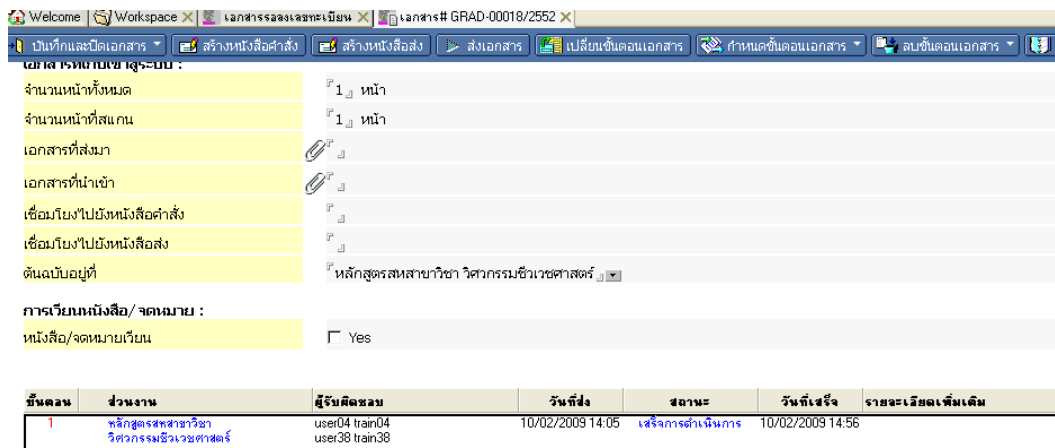 Welcome Workspace เอกสารรอลงเลขทะเบียน เอกสาร# GRAD-00018/2552
บันทึกและปิดเอกสาร สร้างหนังสือคำสั่ง สร้างหนังสือส่ง ส่งเอกสาร เปลี่ยนขั้นตอนเอกสาร กำหนดขั้นตอนเอกสาร ลบขั้นตอนเอกสาร
เอกสารที่เก็บเข้าสู่ระบบ :
จำนวนหน้าทั้งหมด 1 หน้า
จำนวนหน้าที่สแกน 1 หน้า
เอกสารที่ส่งมา
เอกสารที่นำเข้า
เชื่อมโยงไปยังหนังสือคำสั่ง
เชื่อมโยงไปยังหนังสือส่ง
ต้นฉบับอยู่ที่ หลักสูตรสหสาขาวิชา วิศวกรรมชีวเวชศาสตร์
การเวียนหนังสือ/จดหมาย :
หนังสือ/จดหมายเวียน Yes
ขั้นตอน ส่วนงาน ผู้รับผิดชอบ วันที่ส่ง สถานะ วันที่เสร็จ รายละเอียดเพิ่มเติม
1 หลักสูตรสหสาขาวิชา user04 train04 10/02/2009 14:05 เสร็จการดำเนินการ 10/02/2009 14:56
วิศวกรรมชีวเวชศาสตร์ user38 train38